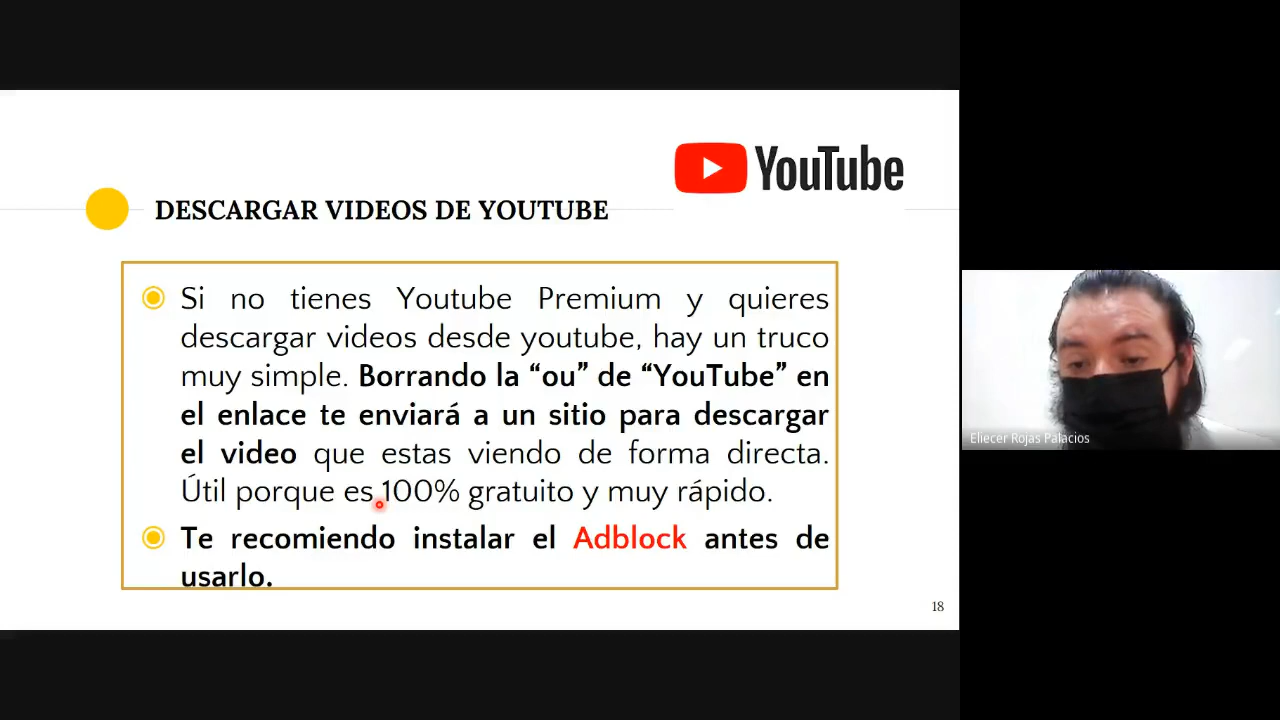 YouTube
DESCARGAR VIDEOS DE YOUTUBE
Si no tienes Youtube Premium y quieres
descargar videos desde youtube, hay un truco
muy simple. Borrando la “ou” de “YouTube” en
el enlace te enviará a un sitio para descargar
el video que estas viendo de forma directa.
Útil porque es 100% gratuito y muy rápido.
Te recomiendo instalar el Adblock antes de
usarlo.
18
Eliecer Rojas Palacios